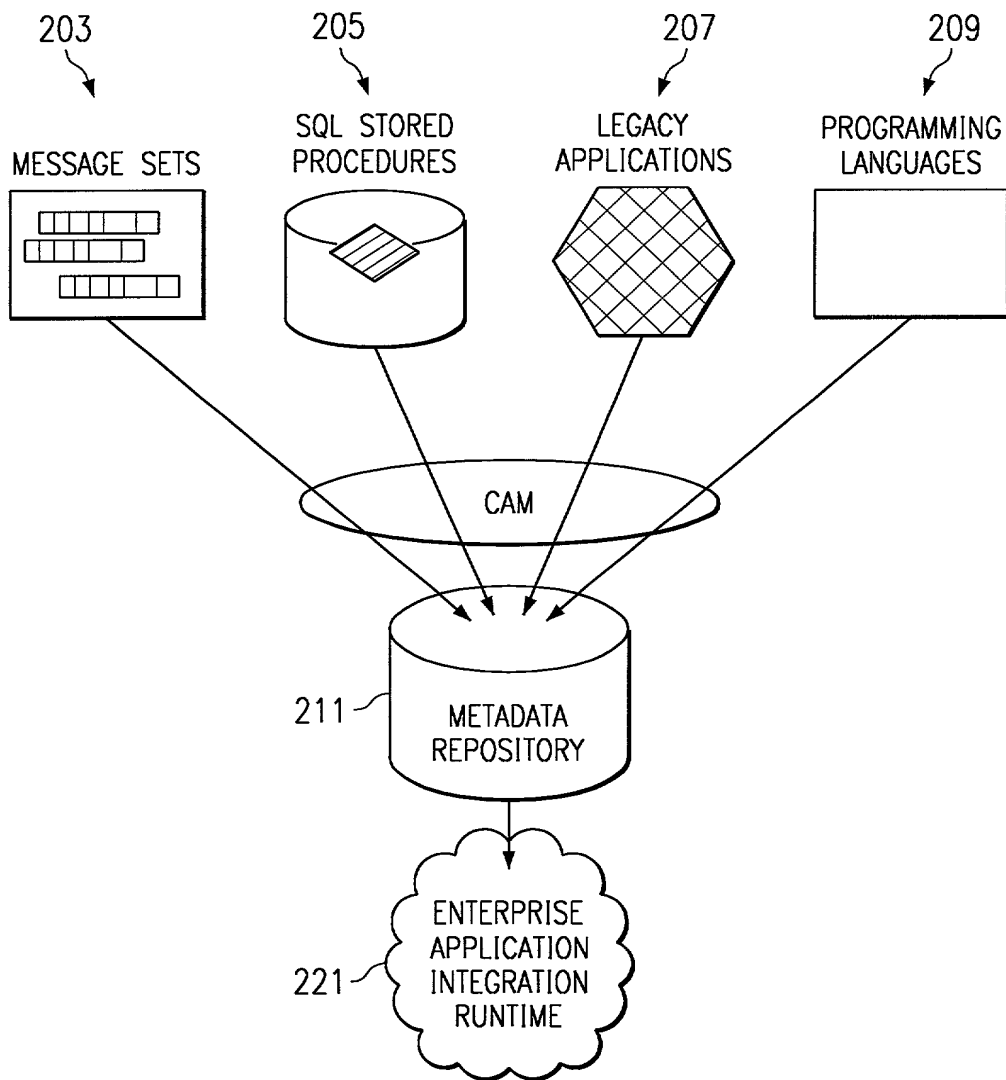 203
205
207
209
MESSAGE SETS
SQL STORED
PROCEDURES
LEGACY
APPLICATIONS
PROGRAMMING
LANGUAGES
CAM
211
METADATA
REPOSITORY
221
ENTERPRISE
APPLICATION
INTEGRATION
RUNTIME